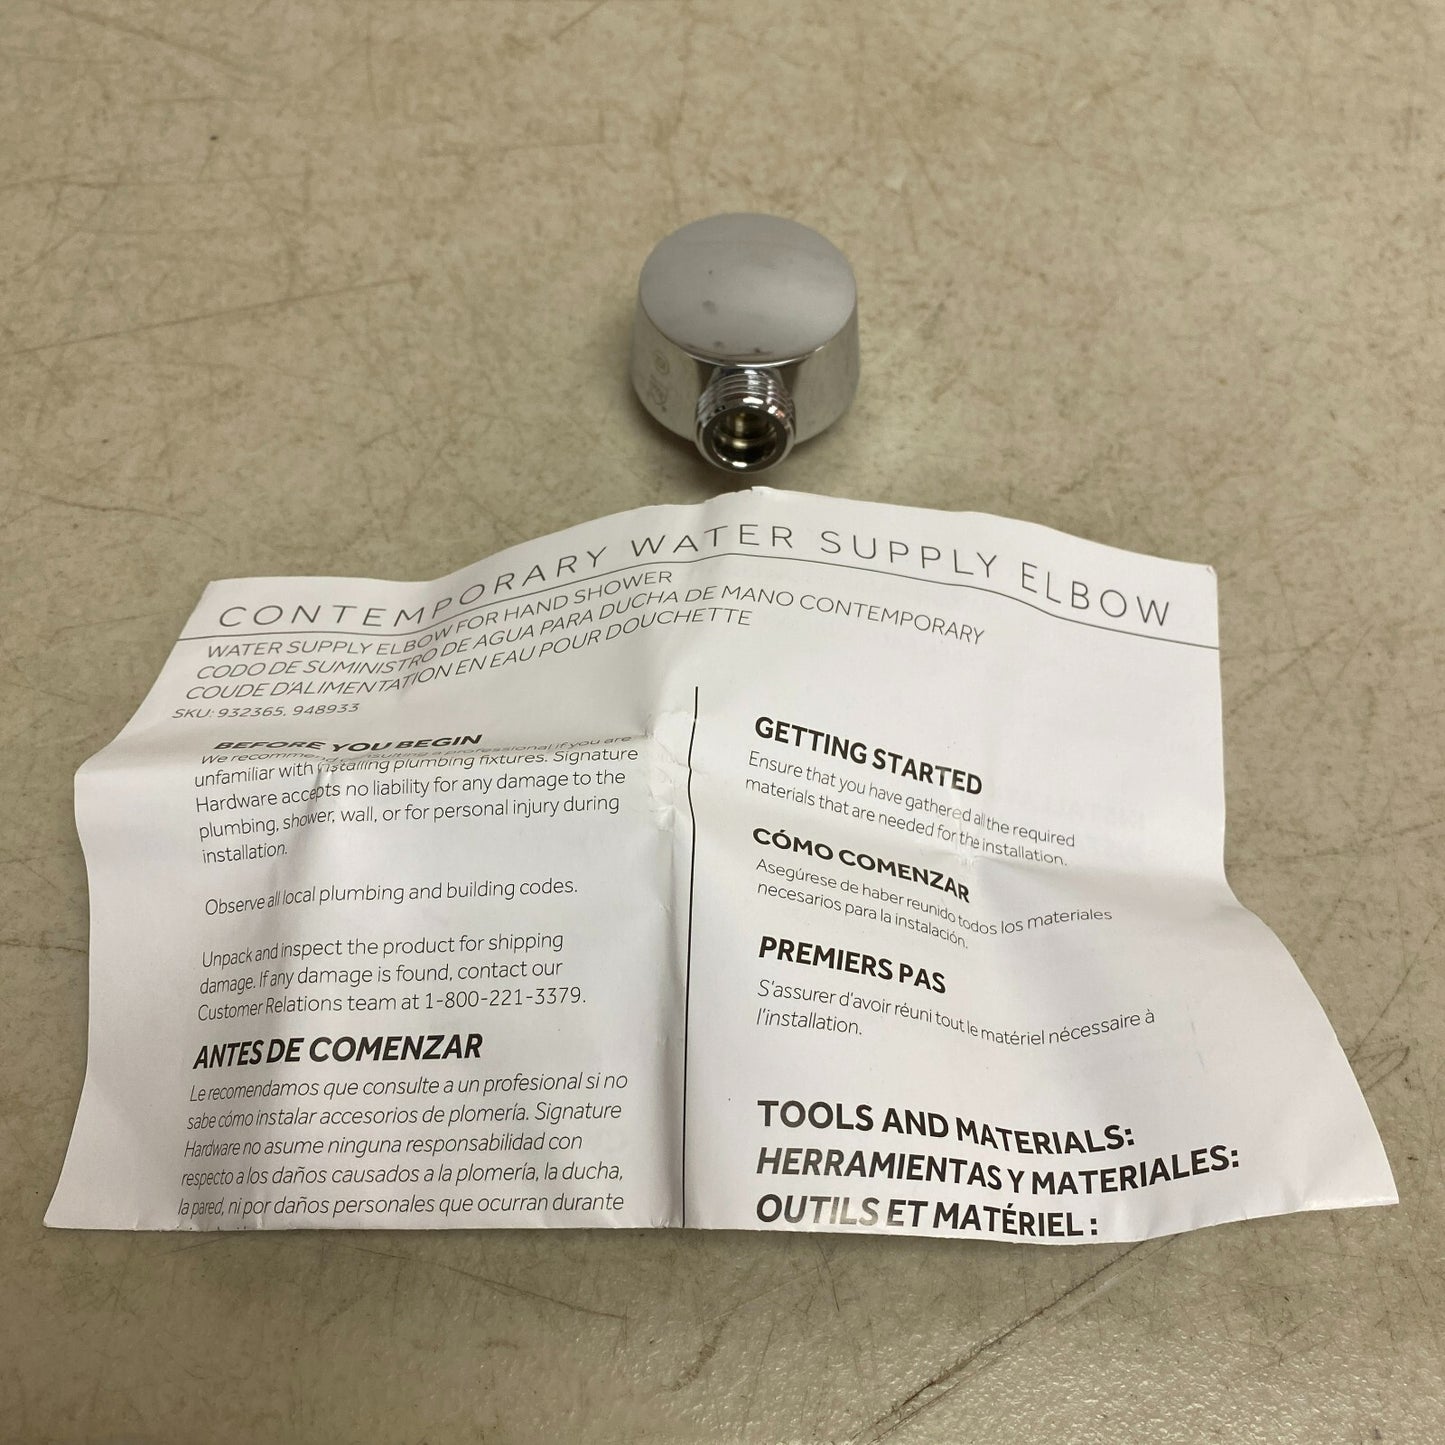 CONTEMPORARY WATER SUPPLY ELBOW
WATER SUPPLY ELBOW FOR HAND SHOWER
CODO DE SUMINISTRO DE AGUA PARA DUCHA DE MANO CONTEMPORARY
COUDE D'ALIMENTATION EN EAU POUR DOUCHETTE
SKU: 932365, 948933
BEFORE YOU BEGIN
We recommend consulting a professional if you are
unfamiliar with installing plumbing fixtures. Signature
Hardware accepts no liability for any damage to the
plumbing, shower, wall, or for personal injury during
installation.
Observe all local plumbing and building codes.
Unpack and inspect the product for shipping
damage. If any damage is found, contact our
Customer Relations team at 1-800-221-3379.
ANTES DE COMENZAR
Le recomendamos que consulte a un profesional si no
sabe cómo instalar accesorios de plomería. Signature
Hardware no asume ninguna responsabilidad con
respecto a los daños causados a la plomería, la ducha,
la pared, ni por daños personales que ocurran durante
GETTING STARTED
Ensure that you have gathered all the required
materials that are needed for the installation.
CÓMO COMENZAR
Asegúrese de haber reunido todos los materiales
necesarios para la instalación.
PREMIERS PAS
S'assurer d'avoir réuni tout le matériel nécessaire à
l'installation.
TOOLS AND MATERIALS:
HERRAMIENTAS Y MATERIALES:
OUTILS ET MATÉRIEL :